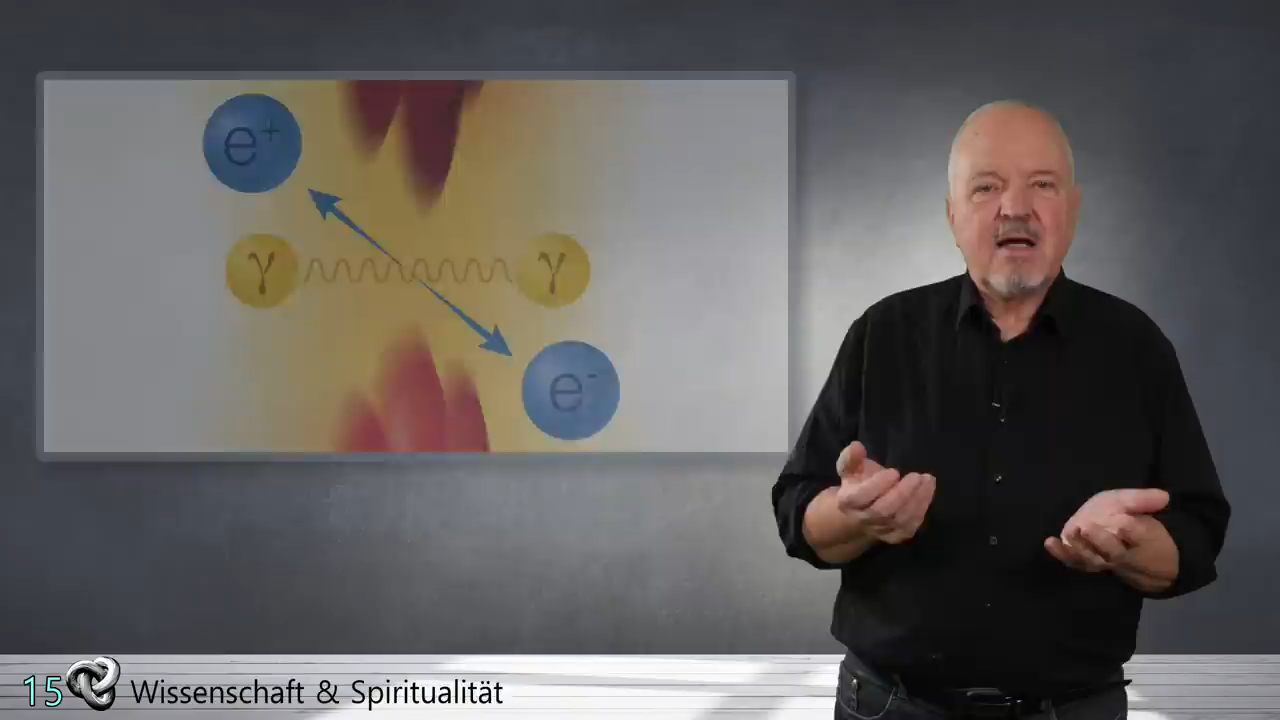 e⁺
γ γ
e⁻
15 Wissenschaft & Spiritualität